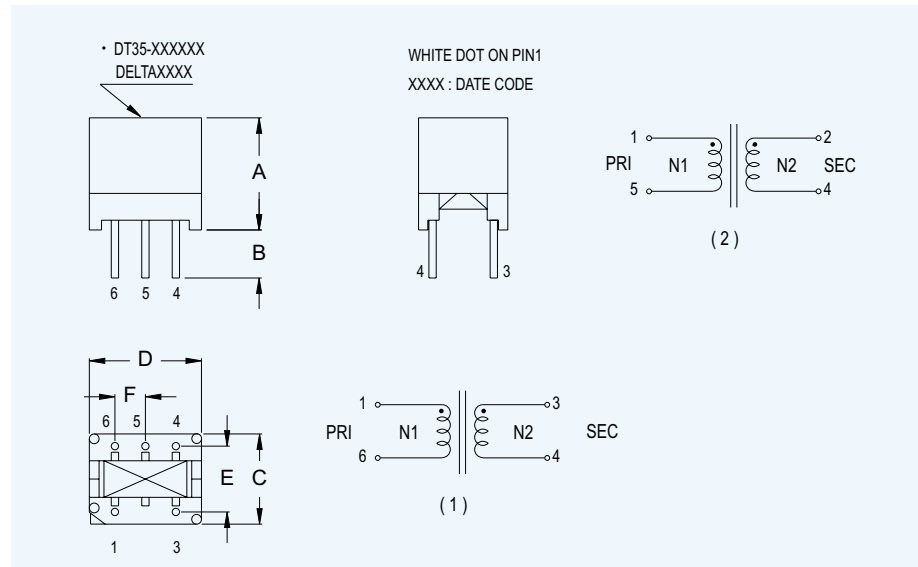 · DT35-XXXXXX
DELTAXXXX
WHITE DOT ON PIN1
XXXX : DATE CODE
A
B
6 5 4
4 3
1 2
PRI N1 N2 SEC
5 4
( 2 )
D
F
6 5 4
E C
1 3
1 3
PRI N1 N2 SEC
6 4
( 1 )